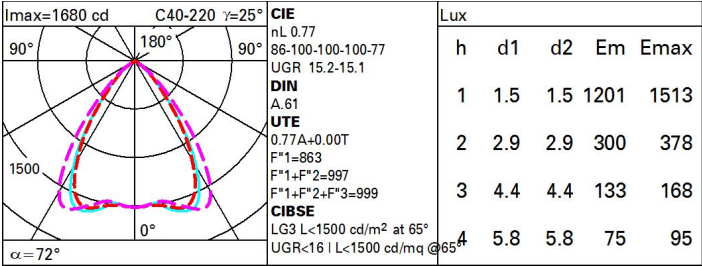 Imax=1680 cd C40-220 γ=25°
90° 180° 90°
1500
0°
α=72°
CIE
nL 0.77
86-100-100-100-77
UGR 15.2-15.1
DIN
A.61
UTE
0.77A+0.00T
F"1=863
F"1+F"2=997
F"1+F"2+F"3=999
CIBSE
LG3 L<1500 cd/m² at 65°
UGR<16 | L<1500 cd/mq @65°
Lux
h d1 d2 Em Emax
1 1.5 1.5 1201 1513
2 2.9 2.9 300 378
3 4.4 4.4 133 168
4 5.8 5.8 75 95